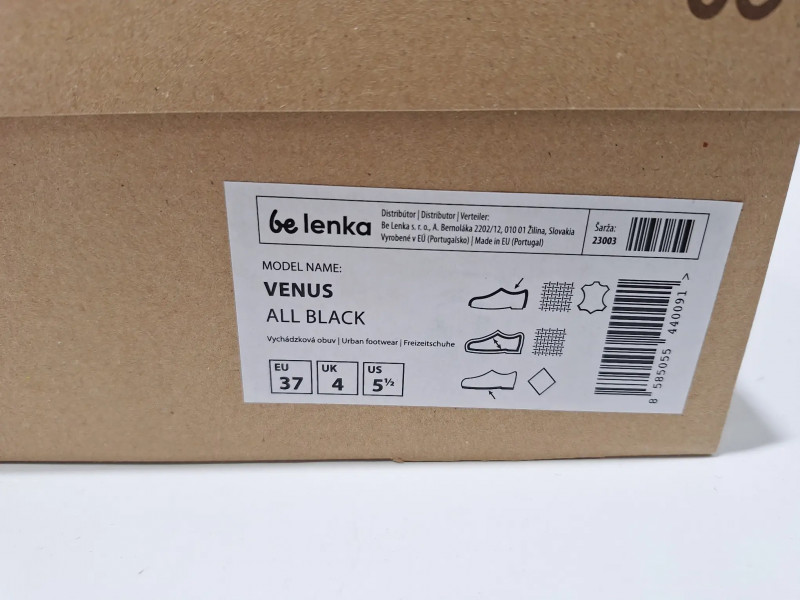 be lenka
Distribútor | Distributor | Verteiler:
Be Lenka s. r. o., A. Bernoláka 2202/12, 010 01 Žilina, Slovakia
Vyrobené v EÚ (Portugalsko) | Made in EU (Portugal)
Šarža:
23003
MODEL NAME:
VENUS
ALL BLACK
Vychádzková obuv | Urban footwear | Freizeitschuhe
EU
37
UK
4
US
5½
8 585055 440091 >